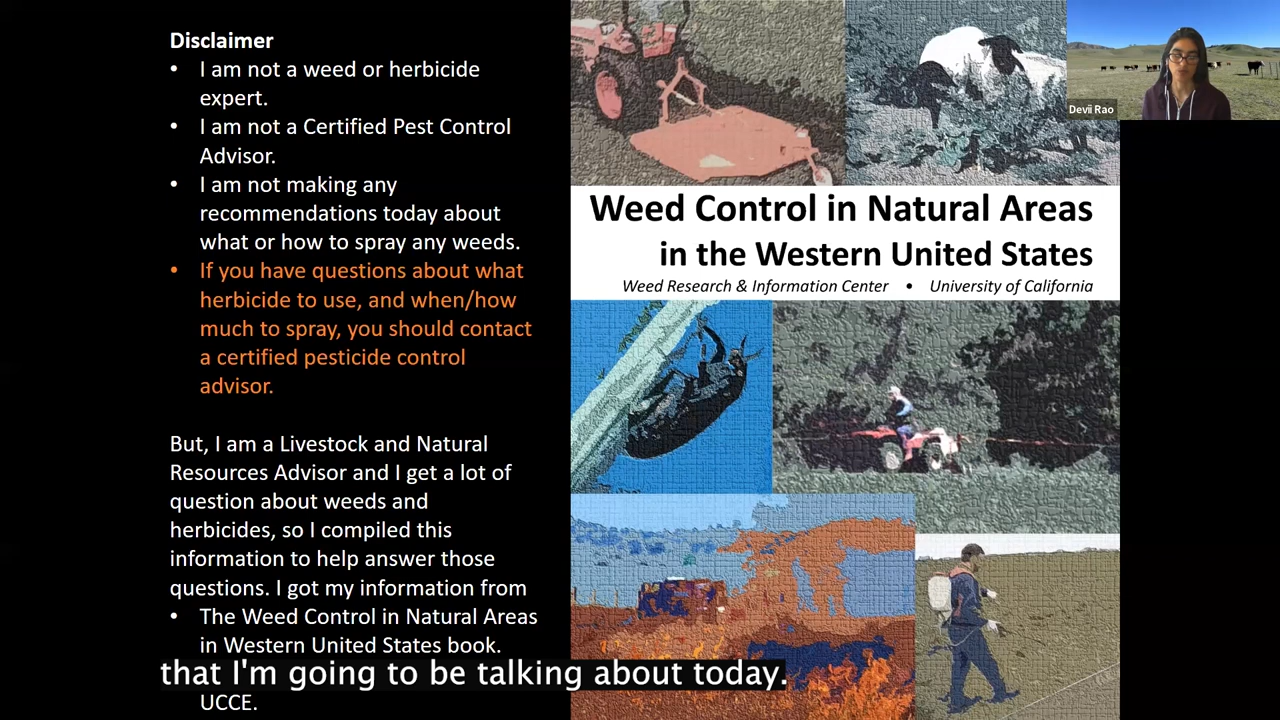 Disclaimer
• I am not a weed or herbicide
expert.
• I am not a Certified Pest Control
Advisor.
• I am not making any
recommendations today about
what or how to spray any weeds.
• If you have questions about what
herbicide to use, and when/how
much to spray, you should contact
a certified pesticide control
advisor.
But, I am a Livestock and Natural
Resources Advisor and I get a lot of
question about weeds and
herbicides, so I compiled this
information to help answer those
questions. I got my information from
• The Weed Control in Natural Areas
in Western United States book.
UCCE.
that I'm going to be talking about today.
Weed Control in Natural Areas
in the Western United States
Weed Research & Information Center • University of California
Devii Rao